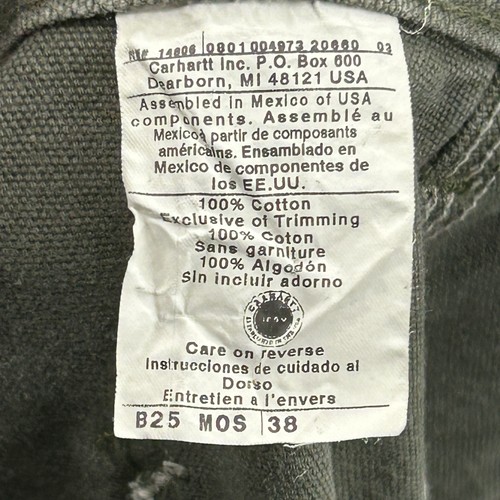 RN# 14806 0801004973 20660 03
Carhartt Inc. P.O. Box 600
Dearborn, MI 48121 USA
Assembled in Mexico of USA
components. Assemblé au
Mexico à partir de composants
américains. Ensamblado en
Mexico de componentes de
los EE.UU.
100% Cotton
Exclusive of Trimming
100% Coton
Sans garniture
100% Algodón
Sin incluir adorno
CARHARTT
Care on reverse
Instrucciones de cuidado al
Dorso
Entretien a l'envers
B25 MOS 38